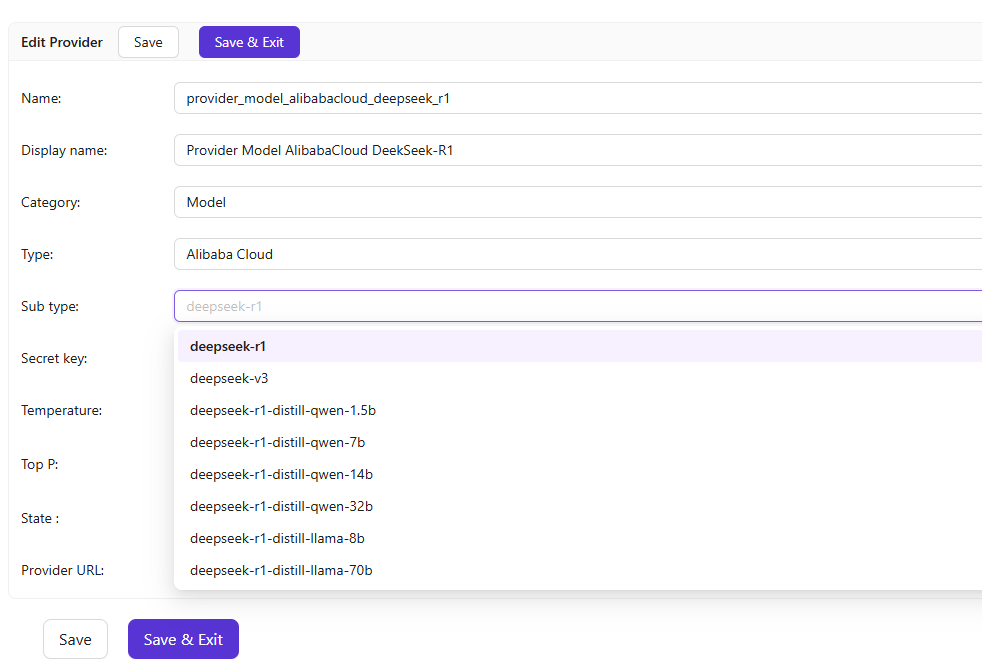 Edit Provider Save Save & Exit
Name: provider_model_alibabacloud_deepseek_r1
Display name: Provider Model AlibabaCloud DeekSeek-R1
Category: Model
Type: Alibaba Cloud
Sub type: deepseek-r1
deepseek-r1
Secret key:
deepseek-v3
Temperature: deepseek-r1-distill-qwen-1.5b
deepseek-r1-distill-qwen-7b
Top P:
deepseek-r1-distill-qwen-14b
deepseek-r1-distill-qwen-32b
State :
deepseek-r1-distill-llama-8b
Provider URL: deepseek-r1-distill-llama-70b
Save Save & Exit